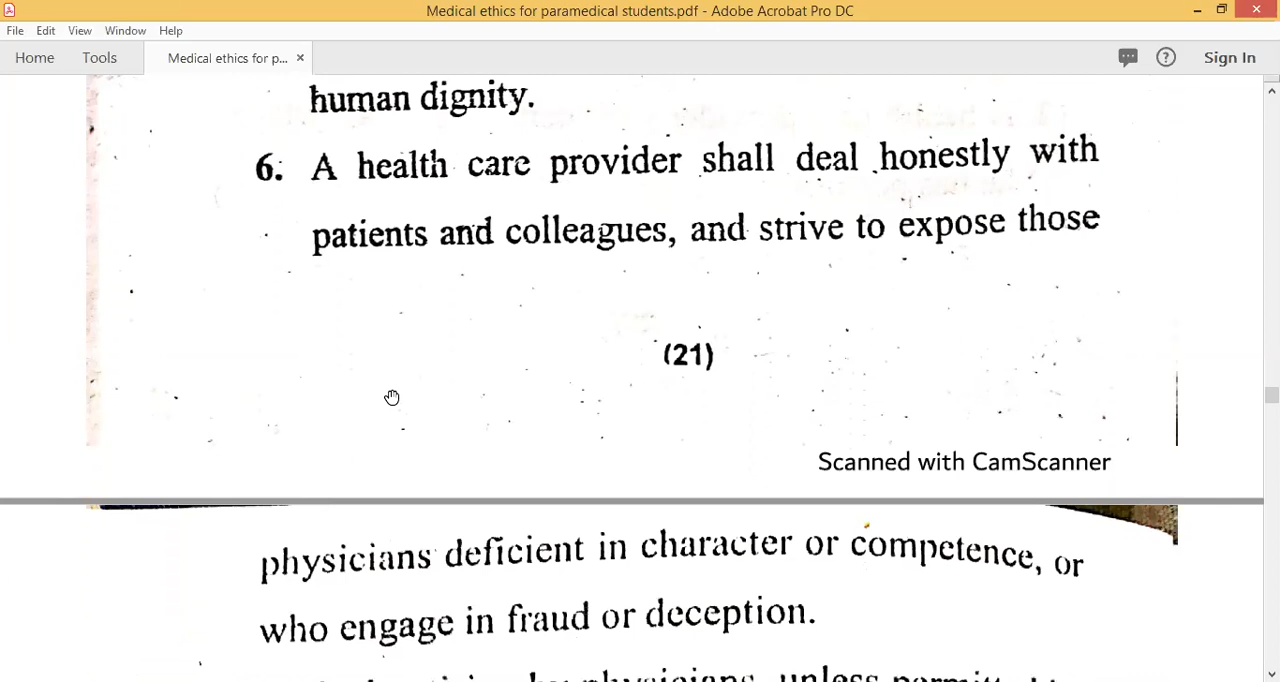 Medical ethics for paramedical students.pdf - Adobe Acrobat Pro DC
File Edit View Window Help
Home Tools Medical ethics for p... × Sign In
human dignity.
6. A health care provider shall deal honestly with
patients and colleagues, and strive to expose those
(21)
Scanned with CamScanner
physicians deficient in character or competence, or
who engage in fraud or deception.
by physicians, unless